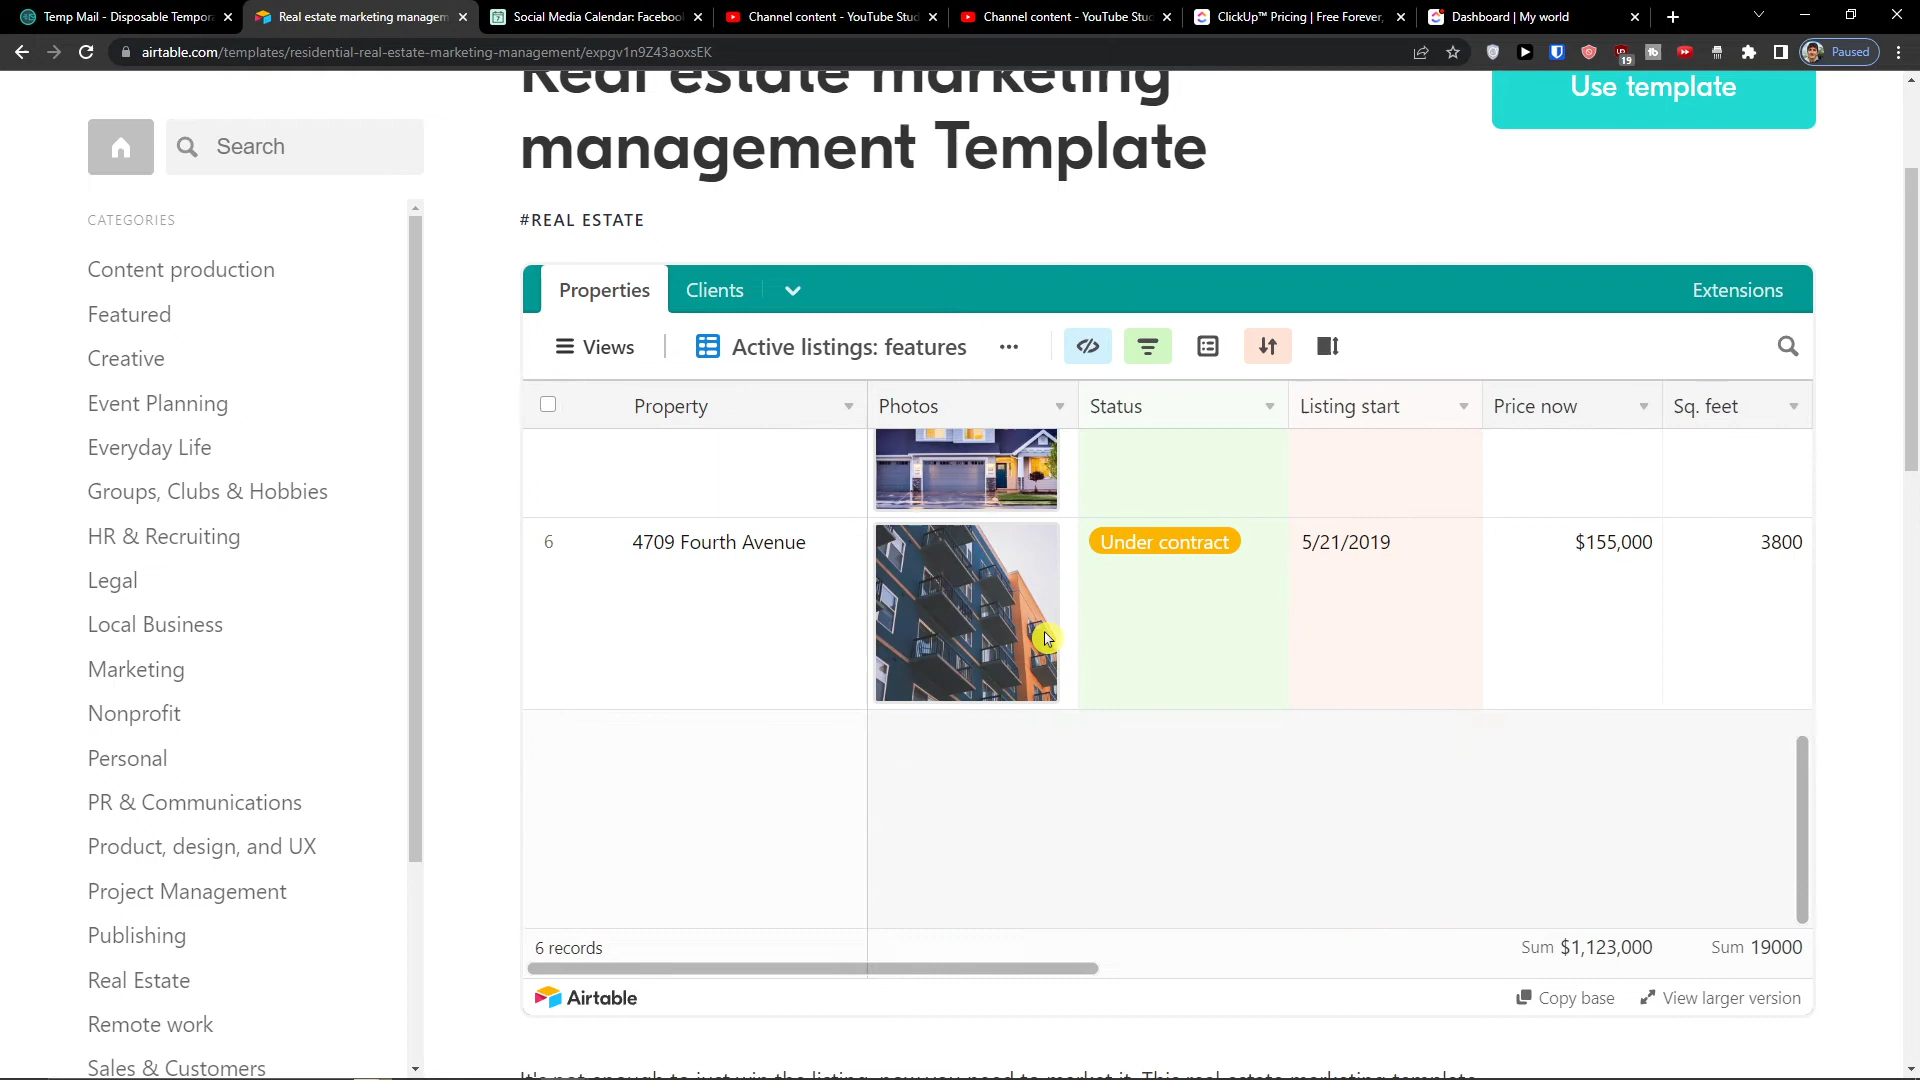 Temp Mail - Disposable Tempora
Real estate marketing managem
Social Media Calendar: Facebook
Channel content - YouTube Stud
Channel content - YouTube Stud
ClickUp™ Pricing | Free Forever,
Dashboard | My world
airtable.com/templates/residential-real-estate-marketing-management/expgv1n9Z43aoxsEK
19
Paused
Real estate marketing
management Template
Use template
Search
#REAL ESTATE
CATEGORIES
Content production
Featured
Creative
Event Planning
Everyday Life
Groups, Clubs & Hobbies
HR & Recruiting
Legal
Local Business
Marketing
Nonprofit
Personal
PR & Communications
Product, design, and UX
Project Management
Publishing
Real Estate
Remote work
Sales & Customers
Properties
Clients
Extensions
Views
Active listings: features
Property
Photos
Status
Listing start
Price now
Sq. feet
6
4709 Fourth Avenue
Under contract
5/21/2019
$155,000
3800
6 records
Sum $1,123,000
Sum 19000
Airtable
Copy base
View larger version
It's not enough to just win the listing, now you need to market it. This real estate marketing template